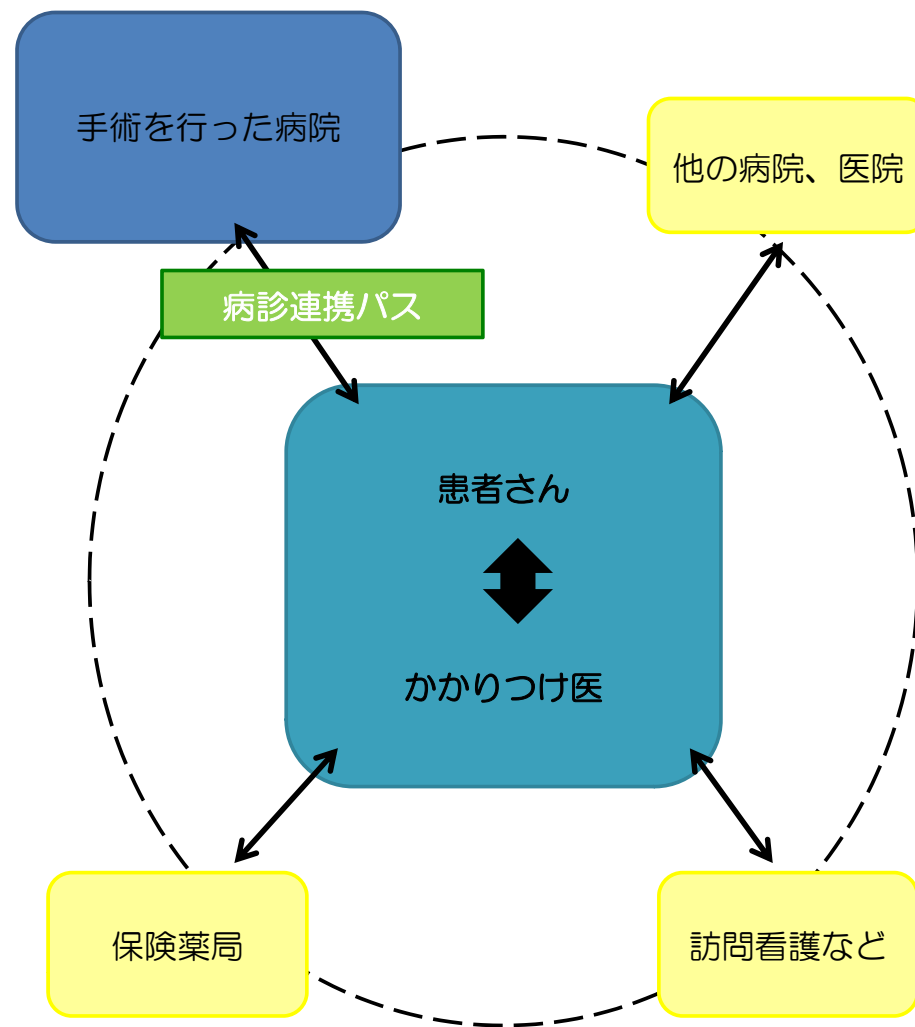 手術を行った病院
他の病院、医院
病診連携パス
患者さん
かかりつけ医
保険薬局
訪問看護など